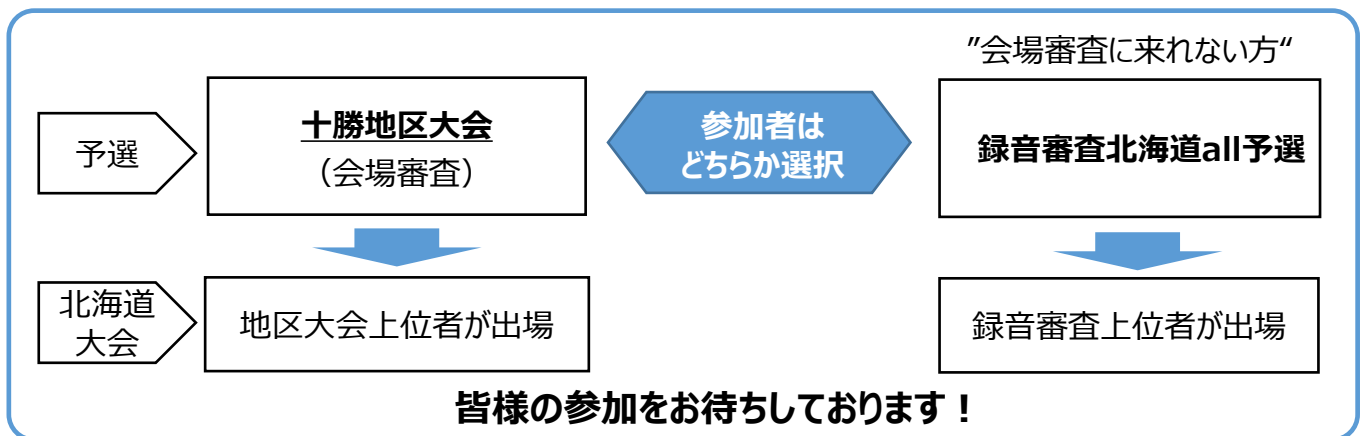 ”会場審査に来れない方“
予選
十勝地区大会
（会場審査）
参加者は
どちらか選択
録音審査北海道all予選
北海道
大会
地区大会上位者が出場
録音審査上位者が出場
皆様の参加をお待ちしております！